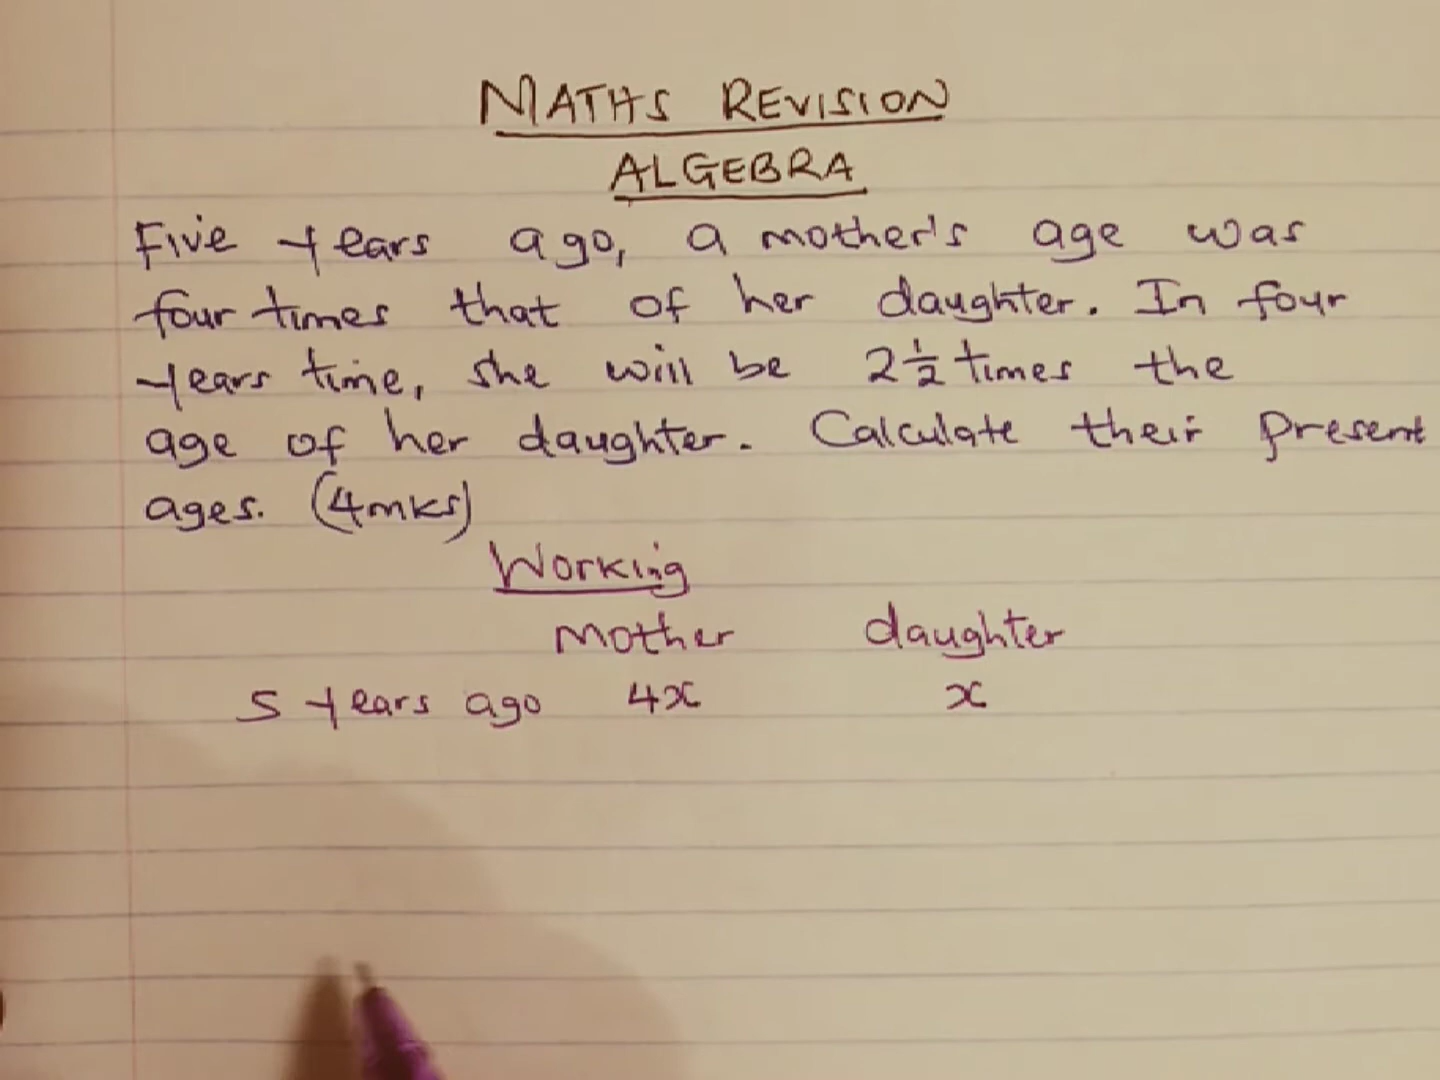 MATHS REVISION
ALGEBRA
Five years ago, a mother's age was
four times that of her daughter. In four
years time, she will be 2½ times the
age of her daughter. Calculate their present
ages. (4mks)
Working
Mother daughter
5 years ago 4x x